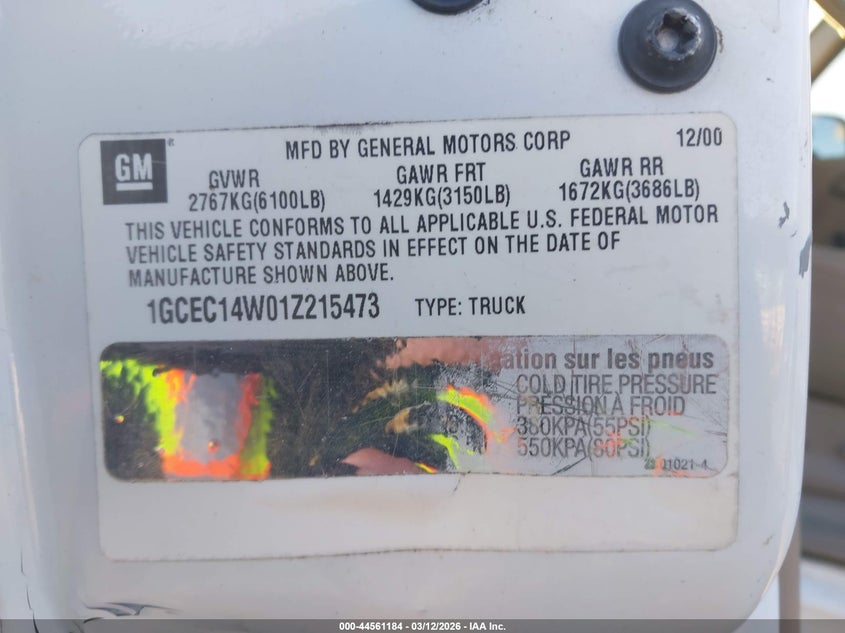 GM
MFD BY GENERAL MOTORS CORP
12/00
GVWR GAWR FRT GAWR RR
2767KG(6100LB) 1429KG(3150LB) 1672KG(3686LB)
THIS VEHICLE CONFORMS TO ALL APPLICABLE U.S. FEDERAL MOTOR
VEHICLE SAFETY STANDARDS IN EFFECT ON THE DATE OF
MANUFACTURE SHOWN ABOVE.
1GCEC14W01Z215473 TYPE: TRUCK
sur les pneus
COLD TIRE PRESSURE
PRESSION A FROID
380KPA(55PSI)
550KPA(80PSI)
000-44561184 | 03/12/2026 - IAA Inc.